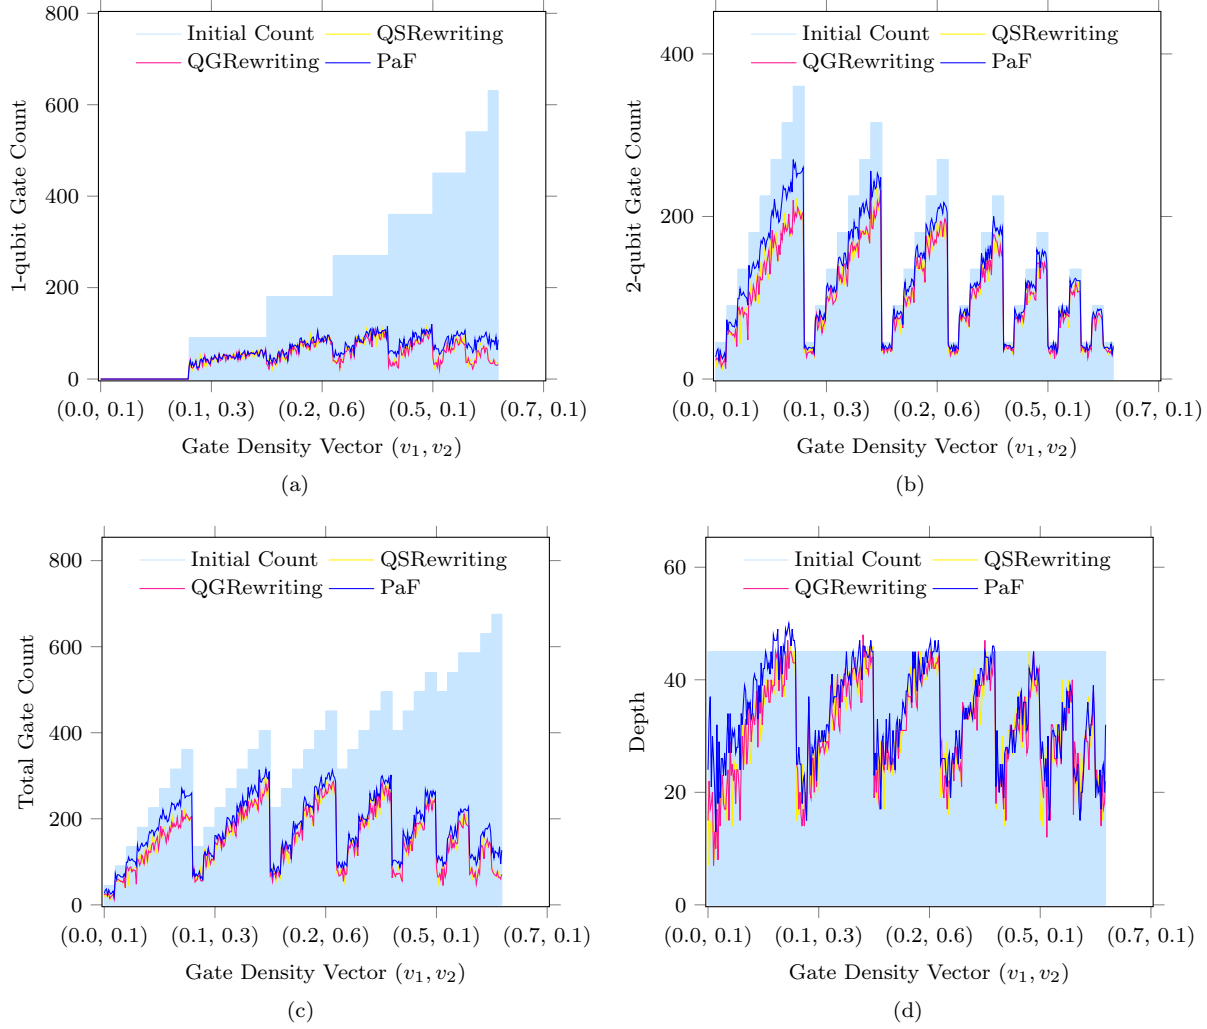 800
600
400
200
0
1-qubit Gate Count
Initial Count
QSRewriting
QGRewriting
PaF
(0.0, 0.1) (0.1, 0.3) (0.2, 0.6) (0.5, 0.1) (0.7, 0.1)
Gate Density Vector (v₁, v₂)
(a)
400
200
0
2-qubit Gate Count
Initial Count
QSRewriting
QGRewriting
PaF
(0.0, 0.1) (0.1, 0.3) (0.2, 0.6) (0.5, 0.1) (0.7, 0.1)
Gate Density Vector (v₁, v₂)
(b)
800
600
400
200
0
Total Gate Count
Initial Count
QSRewriting
QGRewriting
PaF
(0.0, 0.1) (0.1, 0.3) (0.2, 0.6) (0.5, 0.1) (0.7, 0.1)
Gate Density Vector (v₁, v₂)
(c)
60
40
20
0
Depth
Initial Count
QSRewriting
QGRewriting
PaF
(0.0, 0.1) (0.1, 0.3) (0.2, 0.6) (0.5, 0.1) (0.7, 0.1)
Gate Density Vector (v₁, v₂)
(d)